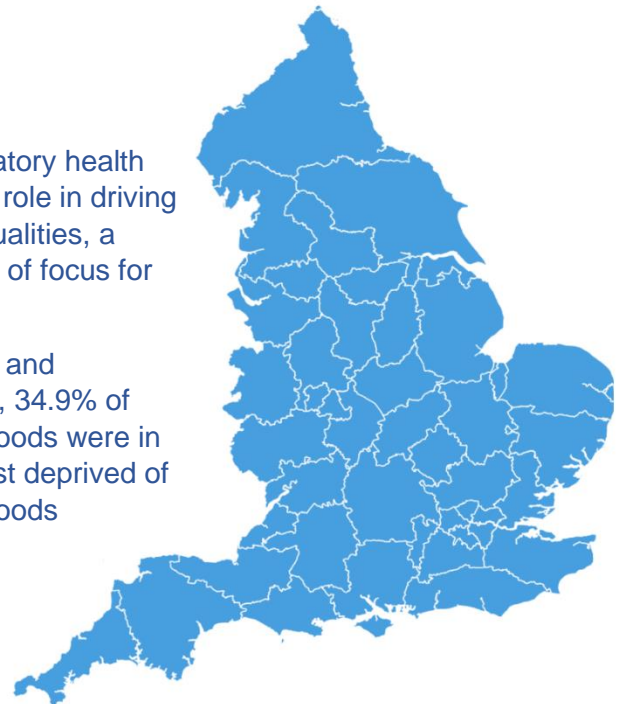 atory health
role in driving
ualities, a
of focus for
and
, 34.9% of
oods were in
st deprived of
oods